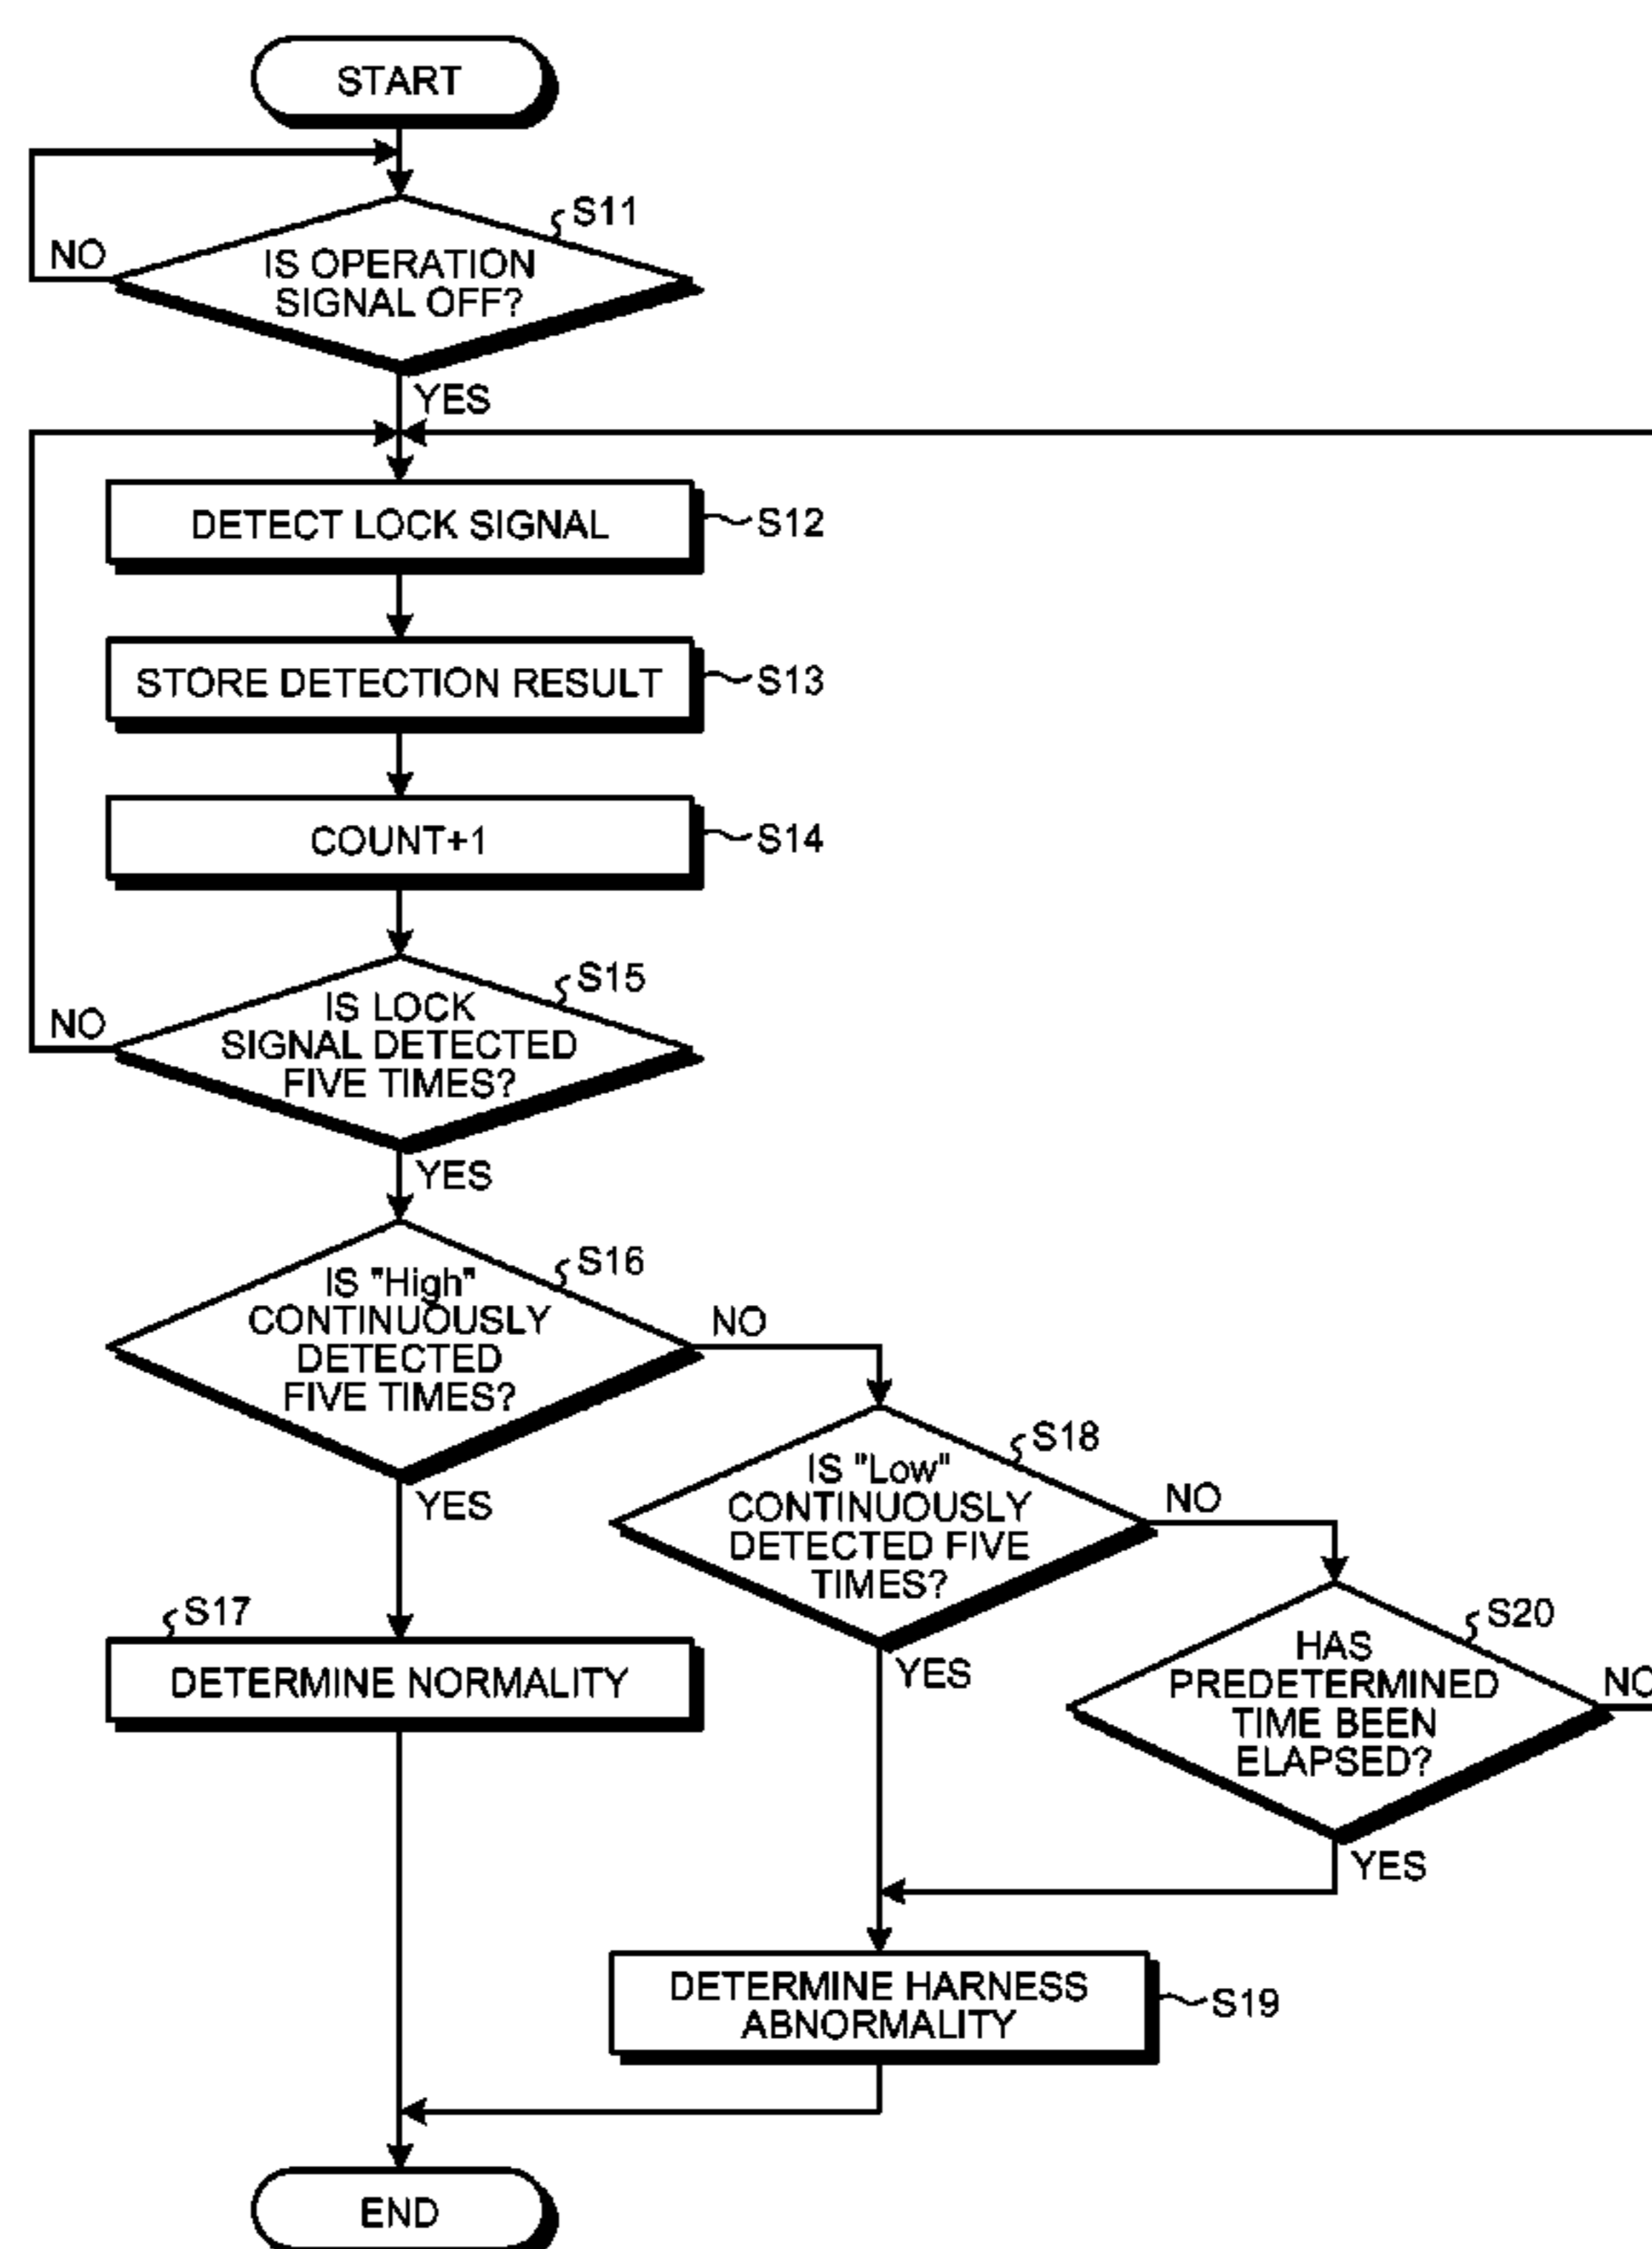 START
S11
NO
IS OPERATION
SIGNAL OFF?
YES
DETECT LOCK SIGNAL
S12
STORE DETECTION RESULT
S13
COUNT+1
S14
S15
NO
IS LOCK
SIGNAL DETECTED
FIVE TIMES?
YES
S16
IS "High"
CONTINUOUSLY
DETECTED
FIVE TIMES?
NO
YES
S18
IS "Low"
CONTINUOUSLY
DETECTED FIVE
TIMES?
NO
YES
S17
DETERMINE NORMALITY
S20
HAS
PREDETERMINED
TIME BEEN
ELAPSED?
NO
YES
DETERMINE HARNESS
ABNORMALITY
S19
END